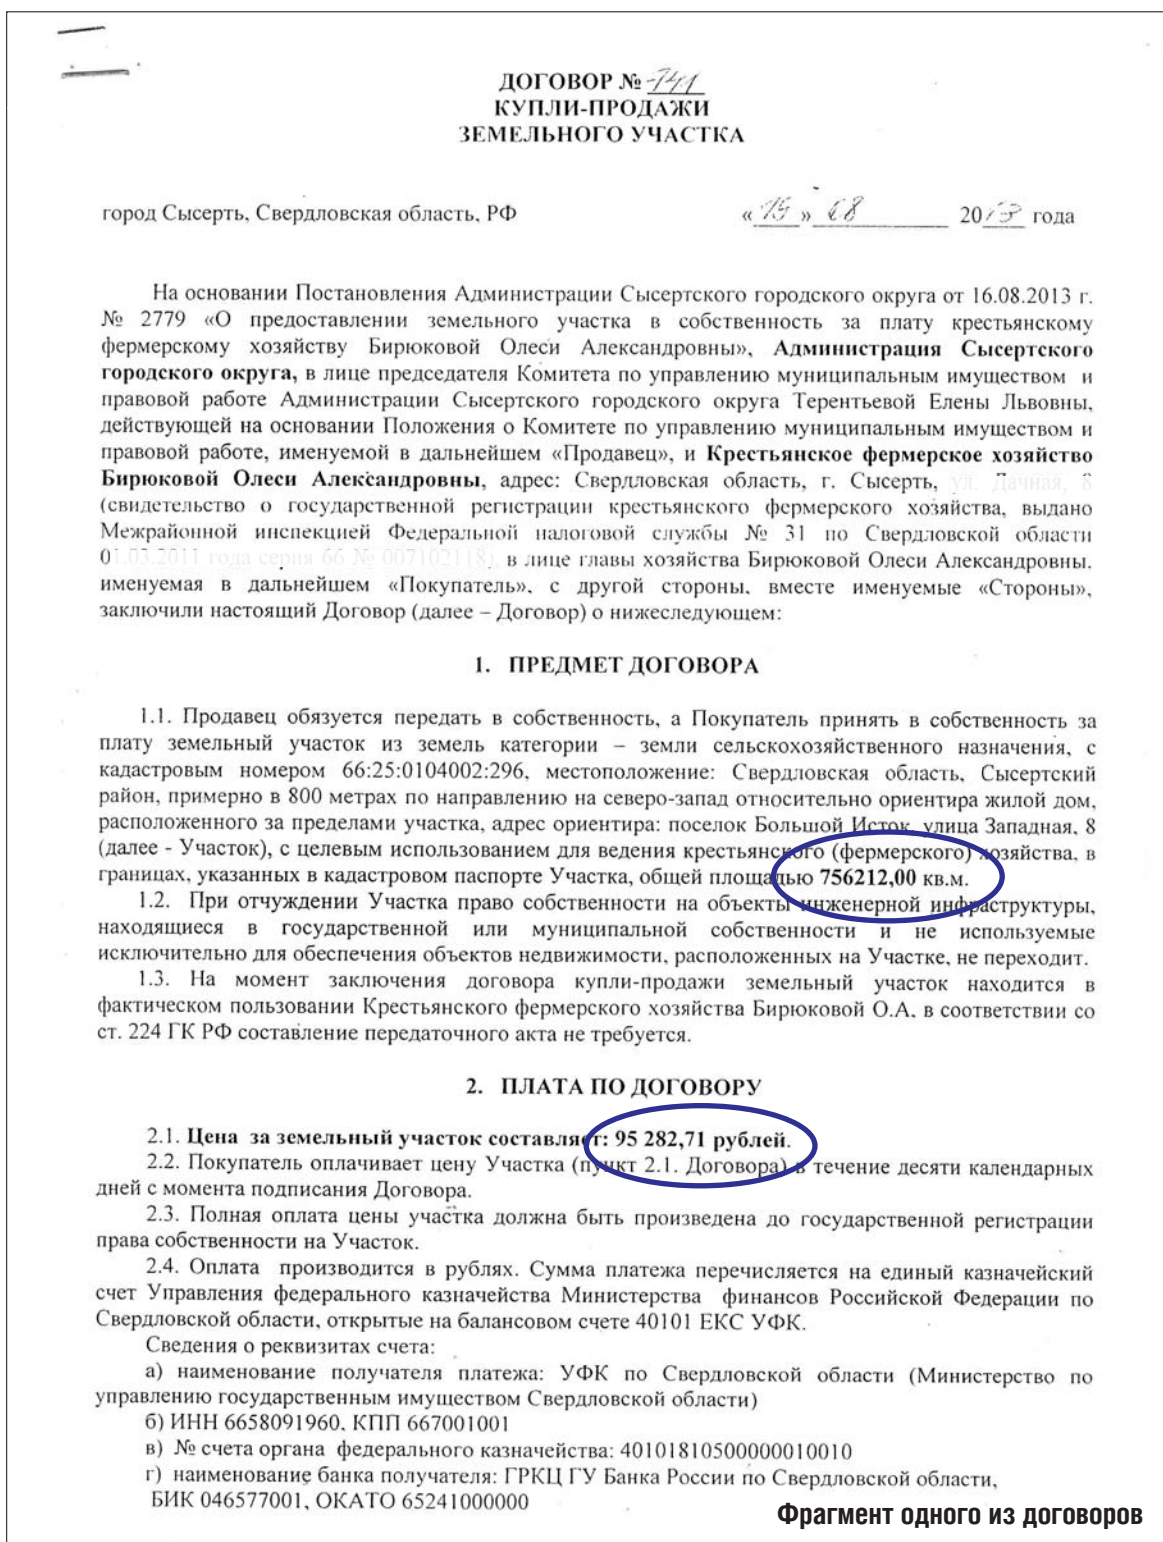 ДОГОВОР № 741
КУПЛИ-ПРОДАЖИ
ЗЕМЕЛЬНОГО УЧАСТКА
город Сысерть, Свердловская область, РФ « 19 » 08 2013 года
На основании Постановления Администрации Сысертского городского округа от 16.08.2013 г.
№ 2779 «О предоставлении земельного участка в собственность за плату крестьянскому
фермерскому хозяйству Бирюковой Олеси Александровны», Администрация Сысертского
городского округа, в лице председателя Комитета по управлению муниципальным имуществом и
правовой работе Администрации Сысертского городского округа Терентьевой Елены Львовны,
действующей на основании Положения о Комитете по управлению муниципальным имуществом и
правовой работе, именуемой в дальнейшем «Продавец», и Крестьянское фермерское хозяйство
Бирюковой Олеси Александровны, адрес: Свердловская область, г. Сысерть, ул. Дачная, 8
(свидетельство о государственной регистрации крестьянского фермерского хозяйства, выдано
Межрайонной инспекцией Федеральной налоговой службы № 31 по Свердловской области
01.03.2011 года серия 66 № 007102118), в лице главы хозяйства Бирюковой Олеси Александровны.
именуемая в дальнейшем «Покупатель», с другой стороны, вместе именуемые «Стороны»,
заключили настоящий Договор (далее – Договор) о нижеследующем:
1. ПРЕДМЕТ ДОГОВОРА
1.1. Продавец обязуется передать в собственность, а Покупатель принять в собственность за
плату земельный участок из земель категории – земли сельскохозяйственного назначения, с
кадастровым номером 66:25:0104002:296, местоположение: Свердловская область, Сысертский
район, примерно в 800 метрах по направлению на северо-запад относительно ориентира жилой дом,
расположенного за пределами участка, адрес ориентира: поселок Большой Исток, улица Западная, 8
(далее - Участок), с целевым использованием для ведения крестьянского (фермерского) хозяйства, в
границах, указанных в кадастровом паспорте Участка, общей площадью 756212,00 кв.м.
1.2. При отчуждении Участка право собственности на объекты инженерной инфраструктуры,
находящиеся в государственной или муниципальной собственности и не используемые
исключительно для обеспечения объектов недвижимости, расположенных на Участке, не переходит.
1.3. На момент заключения договора купли-продажи земельный участок находится в
фактическом пользовании Крестьянского фермерского хозяйства Бирюковой О.А. в соответствии со
ст. 224 ГК РФ составление передаточного акта не требуется.
2. ПЛАТА ПО ДОГОВОРУ
2.1. Цена за земельный участок составляет: 95 282,71 рублей.
2.2. Покупатель оплачивает цену Участка (пункт 2.1. Договора) в течение десяти календарных
дней с момента подписания Договора.
2.3. Полная оплата цены участка должна быть произведена до государственной регистрации
права собственности на Участок.
2.4. Оплата производится в рублях. Сумма платежа перечисляется на единый казначейский
счет Управления федерального казначейства Министерства финансов Российской Федерации по
Свердловской области, открытые на балансовом счете 40101 ЕКС УФК.
Сведения о реквизитах счета:
а) наименование получателя платежа: УФК по Свердловской области (Министерство по
управлению государственным имуществом Свердловской области)
б) ИНН 6658091960, КПП 667001001
в) № счета органа федерального казначейства: 40101810500000010010
г) наименование банка получателя: ГРКЦ ГУ Банка России по Свердловской области,
БИК 046577001, ОКАТО 65241000000
Фрагмент одного из договоров